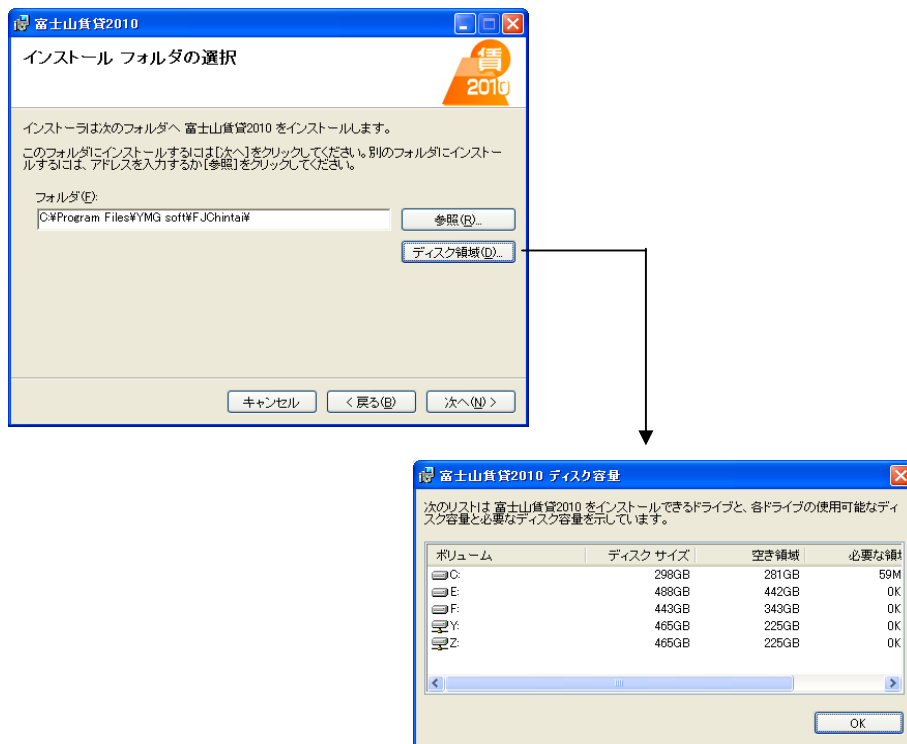 富士山賃貸2010
インストール フォルダの選択
賃
2010
インストーラは次のフォルダへ 富士山賃貸2010 をインストールします。
このフォルダにインストールするには[次へ]をクリックしてください。別のフォルダにインストー
ルするには、アドレスを入力するか[参照]をクリックしてください。
フォルダ(F):
C:¥Program Files¥YMG soft¥FJChintai¥
参照(R)...
ディスク領域(D)...
キャンセル
< 戻る(B)
次へ(N) >
富士山賃貸2010 ディスク容量
次のリストは 富士山賃貸2010 をインストールできるドライブと、各ドライブの使用可能なディ
スク容量と必要なディスク容量を示しています。
ボリューム ディスク サイズ 空き領域 必要な領域
C: 298GB 281GB 59M
E: 488GB 442GB 0K
F: 443GB 343GB 0K
Y: 465GB 225GB 0K
Z: 465GB 225GB 0K
OK